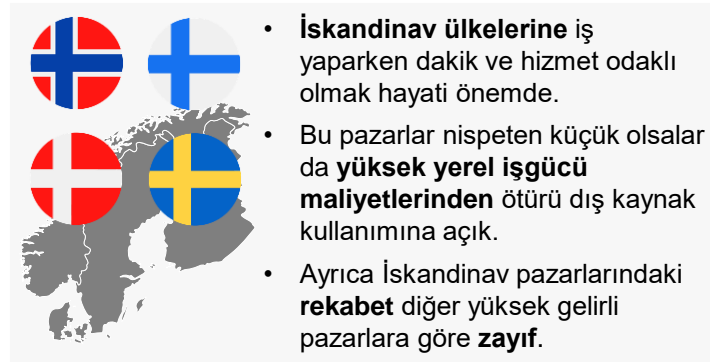 • İskandinav ülkelerine iş
yaparken dakik ve hizmet odaklı
olmak hayati önemde.
• Bu pazarlar nispeten küçük olsalar
da yüksek yerel işgücü
maliyetlerinden ötürü dış kaynak
kullanımına açık.
• Ayrıca İskandinav pazarlarındaki
rekabet diğer yüksek gelirli
pazarlara göre zayıf.